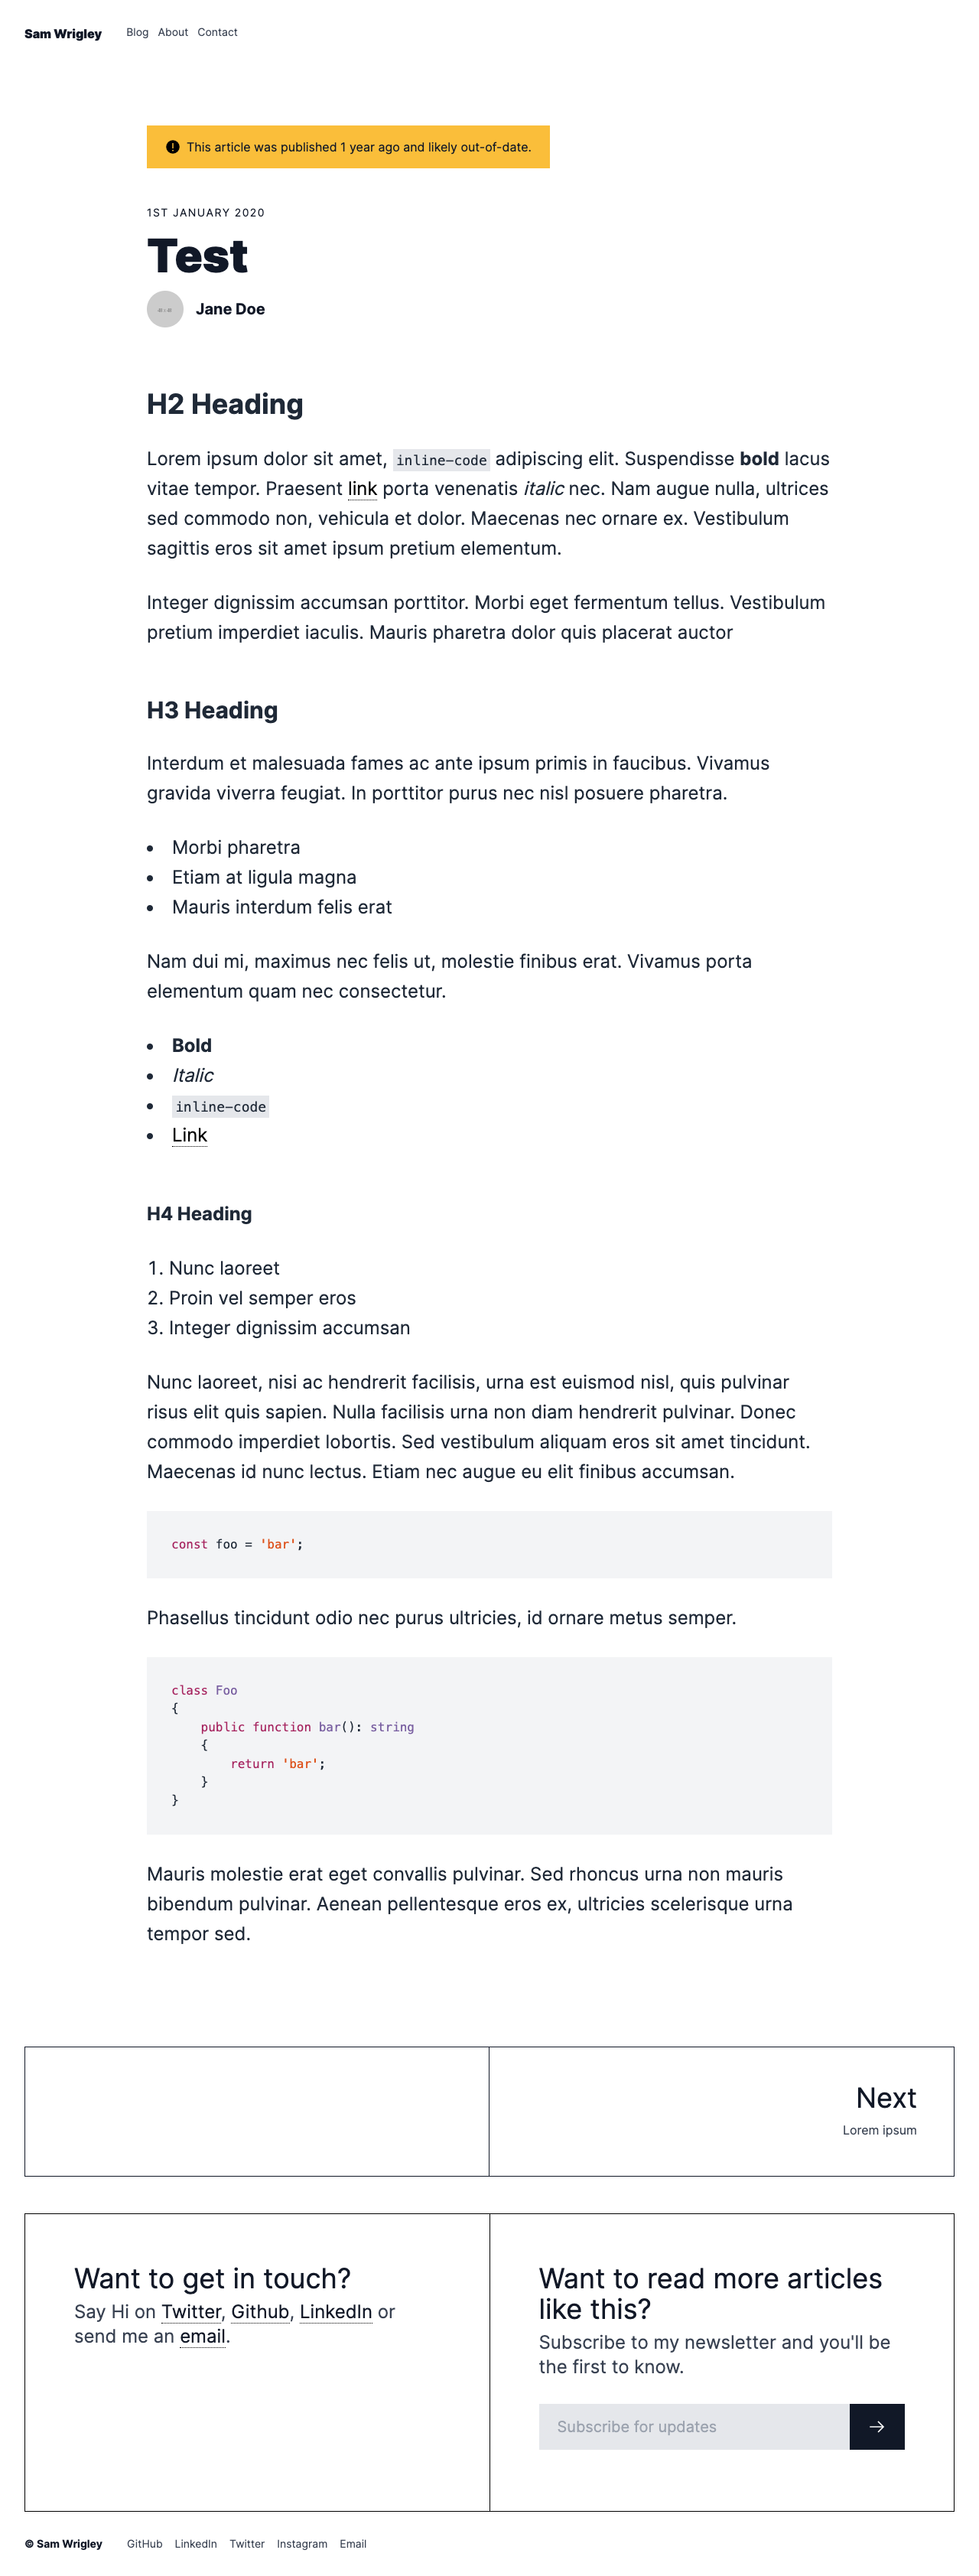 Sam Wrigley Blog About Contact
This article was published 1 year ago and likely out-of-date.
1ST JANUARY 2020
Test
Jane Doe
H2 Heading
Lorem ipsum dolor sit amet, inline-code adipiscing elit. Suspendisse bold lacus
vitae tempor. Praesent link porta venenatis italic nec. Nam augue nulla, ultrices
sed commodo non, vehicula et dolor. Maecenas nec ornare ex. Vestibulum
sagittis eros sit amet ipsum pretium elementum.
Integer dignissim accumsan porttitor. Morbi eget fermentum tellus. Vestibulum
pretium imperdiet iaculis. Mauris pharetra dolor quis placerat auctor
H3 Heading
Interdum et malesuada fames ac ante ipsum primis in faucibus. Vivamus
gravida viverra feugiat. In porttitor purus nec nisl posuere pharetra.
• Morbi pharetra
• Etiam at ligula magna
• Mauris interdum felis erat
Nam dui mi, maximus nec felis ut, molestie finibus erat. Vivamus porta
elementum quam nec consectetur.
• Bold
• Italic
• inline-code
• Link
H4 Heading
1. Nunc laoreet
2. Proin vel semper eros
3. Integer dignissim accumsan
Nunc laoreet, nisi ac hendrerit facilisis, urna est euismod nisl, quis pulvinar
risus elit quis sapien. Nulla facilisis urna non diam hendrerit pulvinar. Donec
commodo imperdiet lobortis. Sed vestibulum aliquam eros sit amet tincidunt.
Maecenas id nunc lectus. Etiam nec augue eu elit finibus accumsan.
const foo = 'bar';
Phasellus tincidunt odio nec purus ultricies, id ornare metus semper.
class Foo
{
    public function bar(): string
    {
        return 'bar';
    }
}
Mauris molestie erat eget convallis pulvinar. Sed rhoncus urna non mauris
bibendum pulvinar. Aenean pellentesque eros ex, ultricies scelerisque urna
tempor sed.
Next
Lorem ipsum
Want to get in touch?
Say Hi on Twitter, Github, LinkedIn or
send me an email.
Want to read more articles
like this?
Subscribe to my newsletter and you'll be
the first to know.
Subscribe for updates
© Sam Wrigley GitHub LinkedIn Twitter Instagram Email